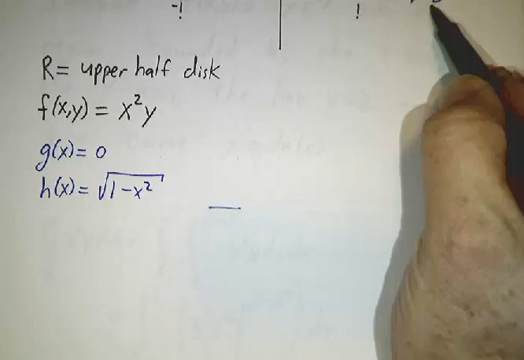 -1 1
R = upper half disk
f(x,y) = x²y
g(x) = 0
h(x) = √1-x²